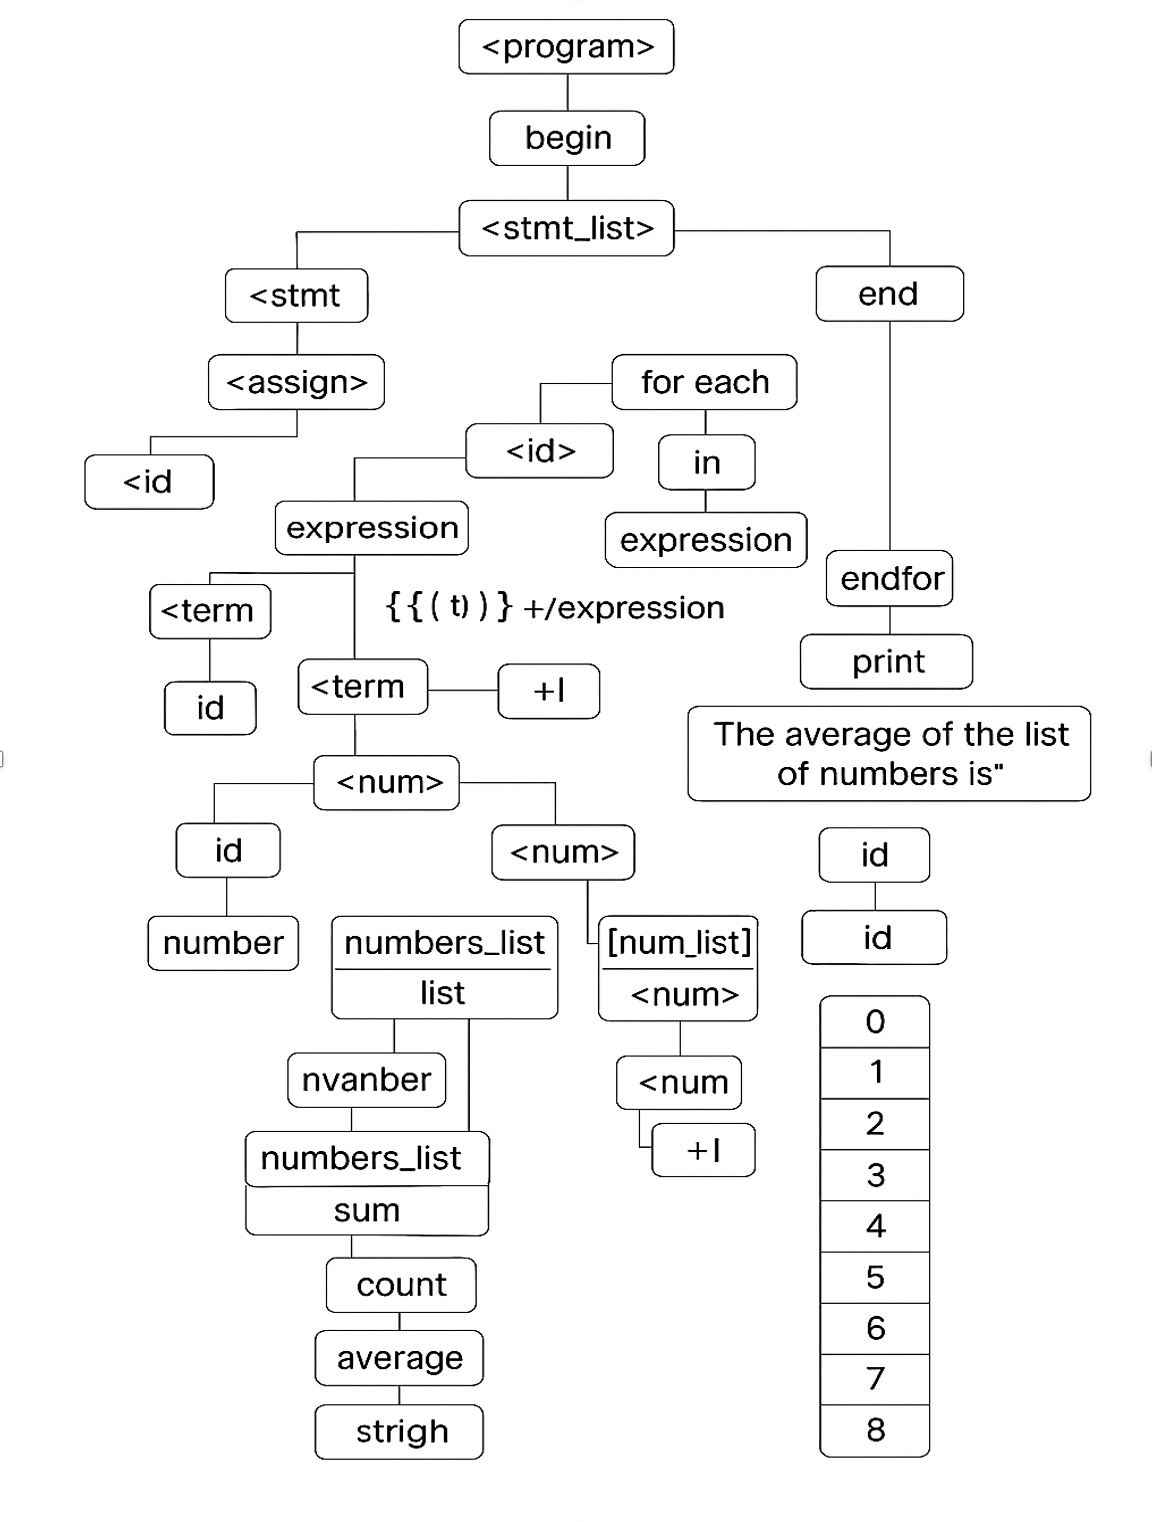 <program>
begin
<stmt_list>
<stmt
end
<assign>
for each
<id>
in
<id
expression
expression
endfor
<term
{{( t) )} +/expression
print
<term
+I
id
The average of the list
of numbers is"
<num>
id
<num>
id
number
numbers_list
[num_list]
id
list
<num>
0
nvanber
<num
1
2
numbers_list
+I
3
sum
4
count
5
6
average
7
strigh
8